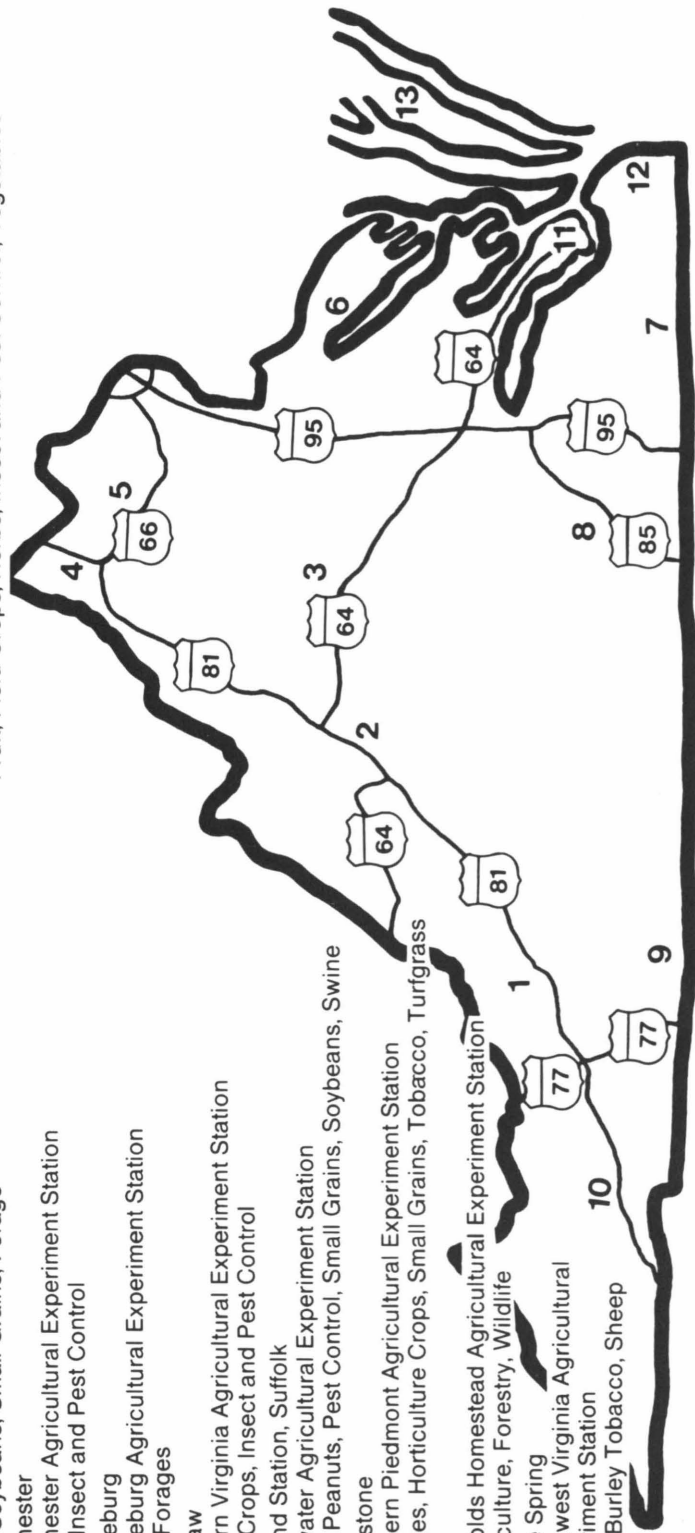 Soybeans, Small Grains, Forage
hester
hester Agricultural Experiment Station
Insect and Pest Control
eburg
eburg Agricultural Experiment Station
Forages
aw
rn Virginia Agricultural Experiment Station
Crops, Insect and Pest Control
nd Station, Suffolk
ater Agricultural Experiment Station
Peanuts, Pest Control, Small Grains, Soybeans, Swine
stone
ern Piedmont Agricultural Experiment Station
es, Horticulture Crops, Small Grains, Tobacco, Turfgrass
olds Homestead Agricultural Experiment Station
culture, Forestry, Wildlife
Spring
west Virginia Agricultural
iment Station
Burley Tobacco, Sheep
4
5
66
81
6
13
95
3
64
2
64
64
11
12
81
95
7
8
85
1
77
9
77
10